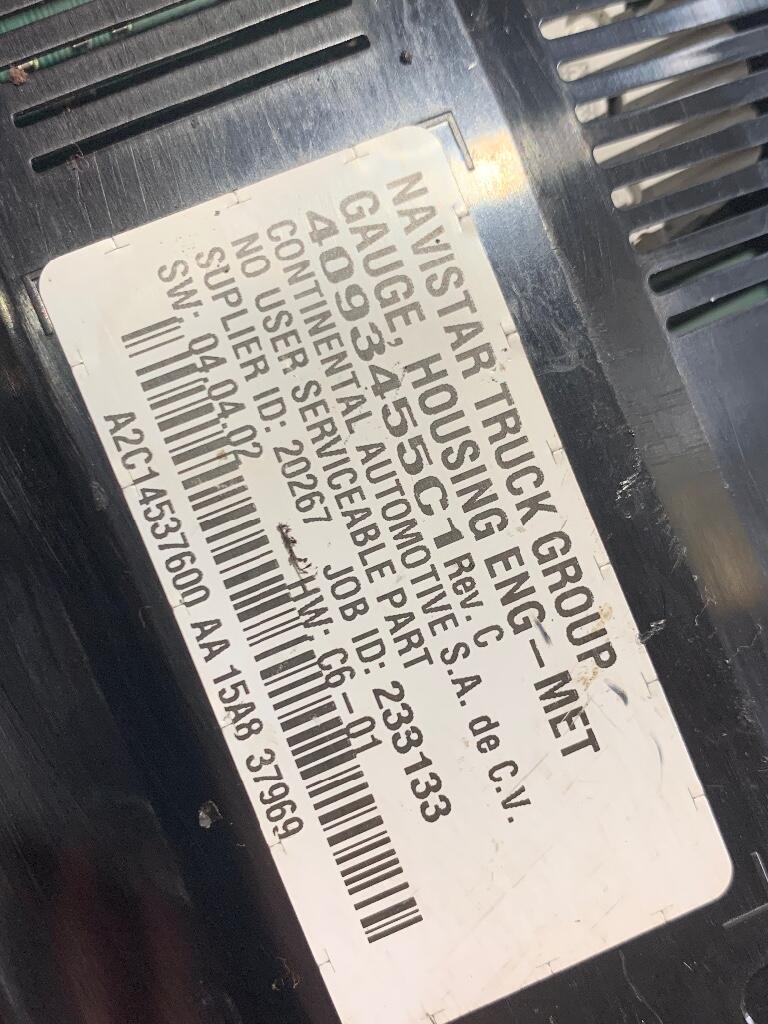 NAVISTAR TRUCK GROUP
GAUGE, HOUSING ENG-MET
4093455C1 Rev. C
CONTINENTAL AUTOMOTIVE S.A. de C.V.
NO USER SERVICEABLE PART
SUPLIER ID: 20267 JOB ID: 233133
SW: 04.04.02 HW: C6-01
A2C14537600 AA 15A8 37969